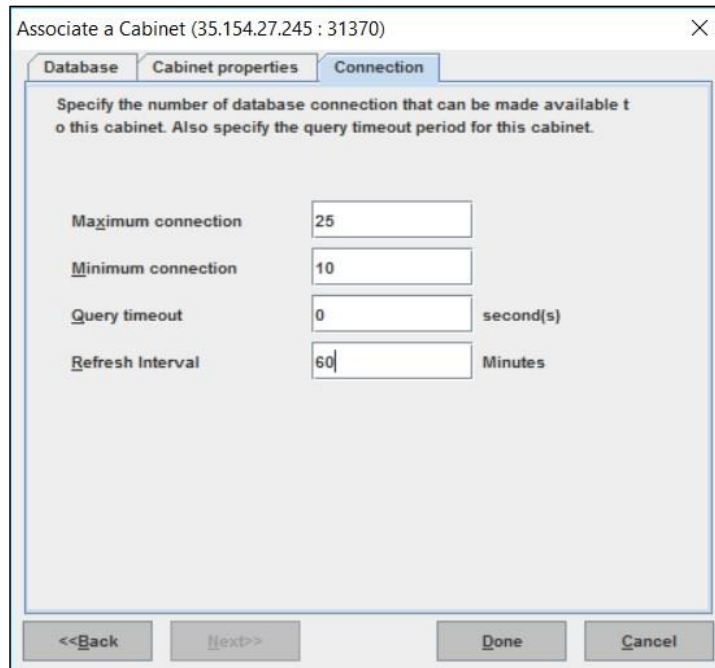 Associate a Cabinet (35.154.27.245 : 31370)
Database Cabinet properties Connection
Specify the number of database connection that can be made available t
o this cabinet. Also specify the query timeout period for this cabinet.
Maximum connection 25
Minimum connection 10
Query timeout 0 second(s)
Refresh Interval 60 Minutes
<<Back Next>> Done Cancel